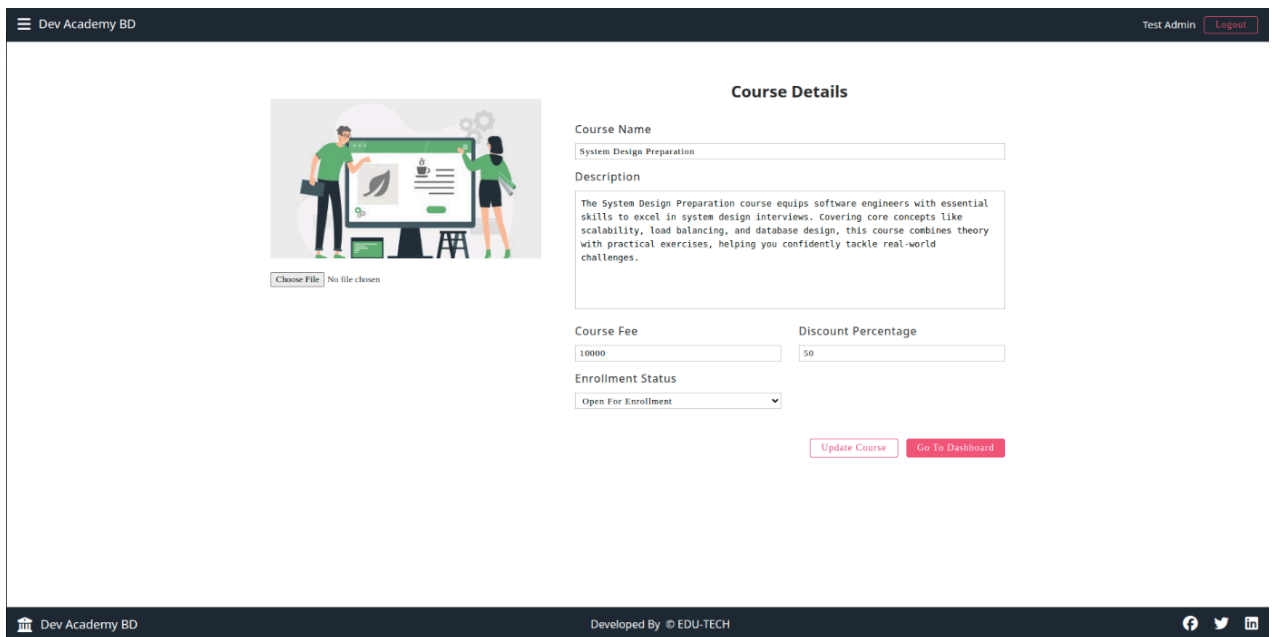 Dev Academy BD
Test Admin
Logout
Course Details
Course Name
System Design Preparation
Description
The System Design Preparation course equips software engineers with essential
skills to excel in system design interviews. Covering core concepts like
scalability, load balancing, and database design, this course combines theory
with practical exercises, helping you confidently tackle real-world
challenges.
Choose File No file chosen
Course Fee
Discount Percentage
10000
50
Enrollment Status
Open For Enrollment
Update Course
Go To Dashboard
Dev Academy BD
Developed By © EDU-TECH